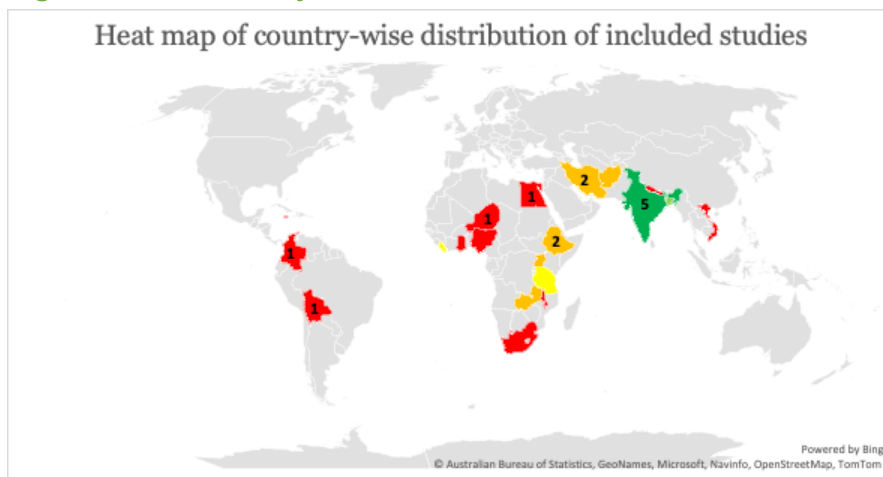 Heat map of country-wise distribution of included studies
2
1
5
1
2
1
1
Powered by Bing
© Australian Bureau of Statistics, GeoNames, Microsoft, Navinfo, OpenStreetMap, TomTom